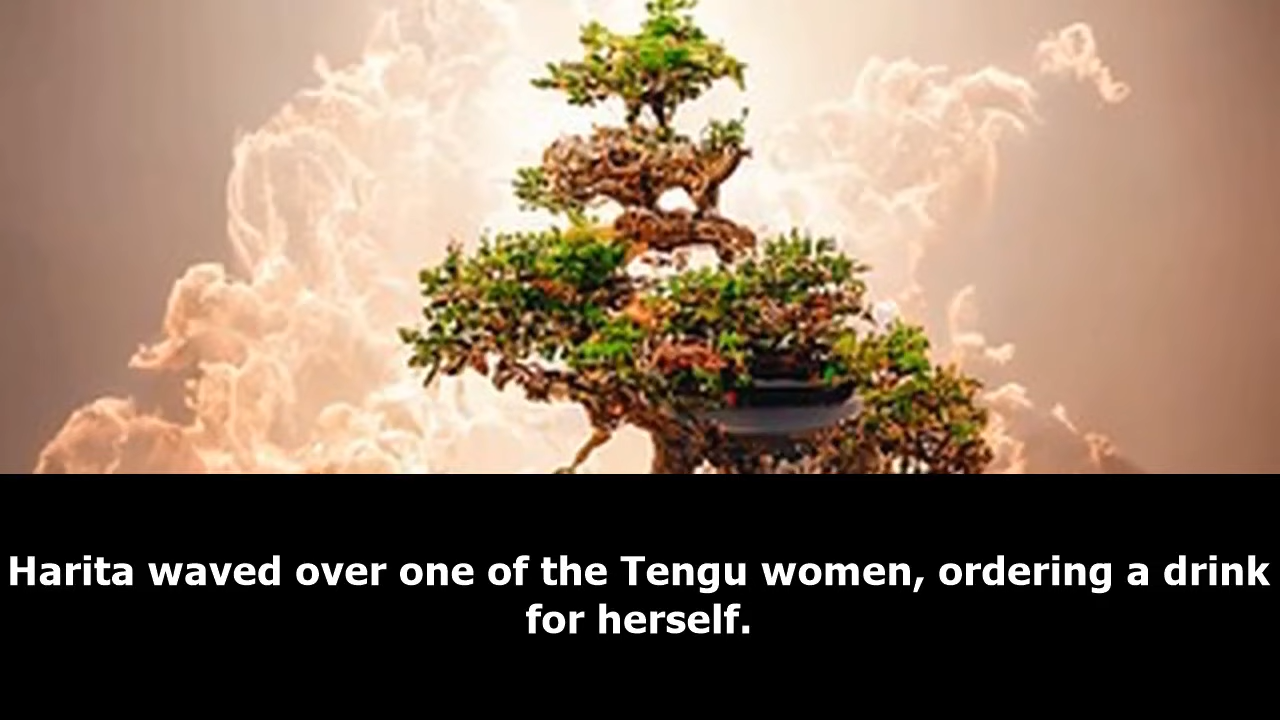 Harita waved over one of the Tengu women, ordering a drink
for herself.